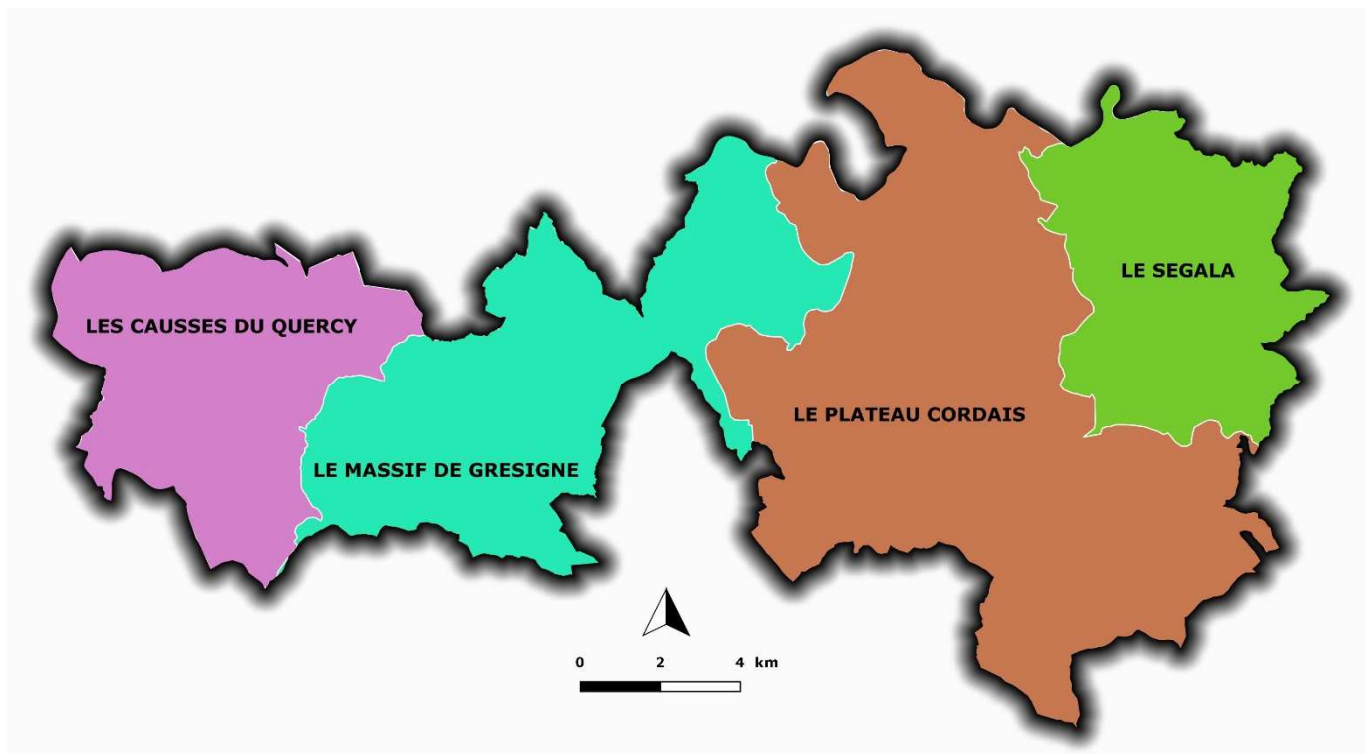 LE SEGALA
LES CAUSSES DU QUERCY
LE PLATEAU CORDAIS
LE MASSIF DE GRESIGNE
0 2 4 km